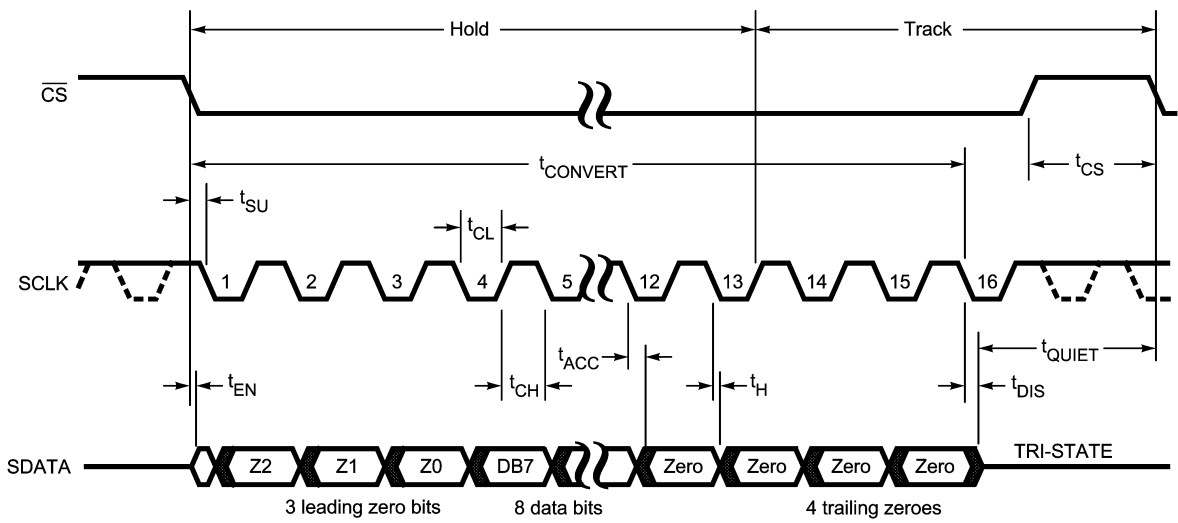 Hold Track
CS
tCONVERT tCS
tSU
tCL
SCLK 1 2 3 4 5 12 13 14 15 16
tACC tQUIET
tEN tCH tH tDIS
SDATA Z2 Z1 Z0 DB7 Zero Zero Zero Zero TRI-STATE
3 leading zero bits 8 data bits 4 trailing zeroes